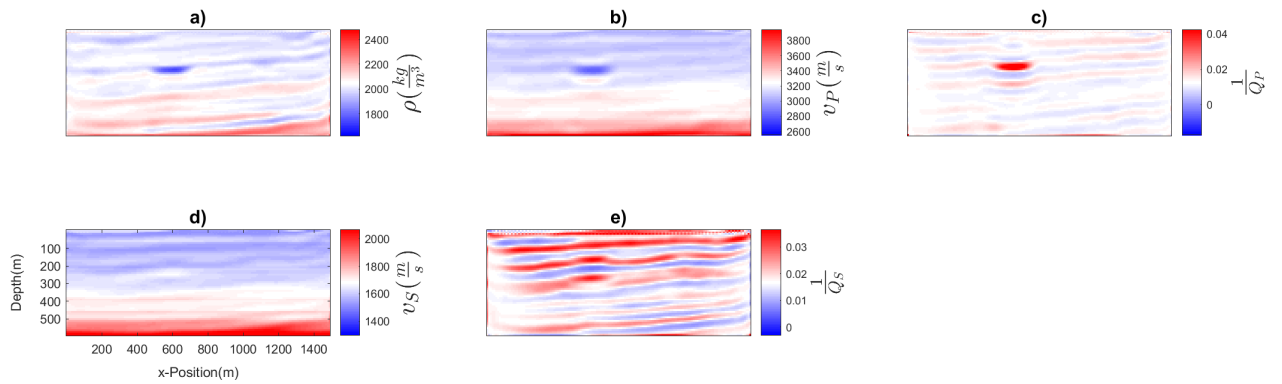 a)
2400
2200
2000
1800
ρ(kg/m³)
b)
3800
3600
3400
3200
3000
2800
2600
v_P(m/s)
c)
0.04
0.02
0
1/Q_P
d)
Depth(m)
100
200
300
400
500
200 400 600 800 1000 1200 1400
x-Position(m)
2000
1800
1600
1400
v_S(m/s)
e)
0.03
0.02
0.01
0
1/Q_S